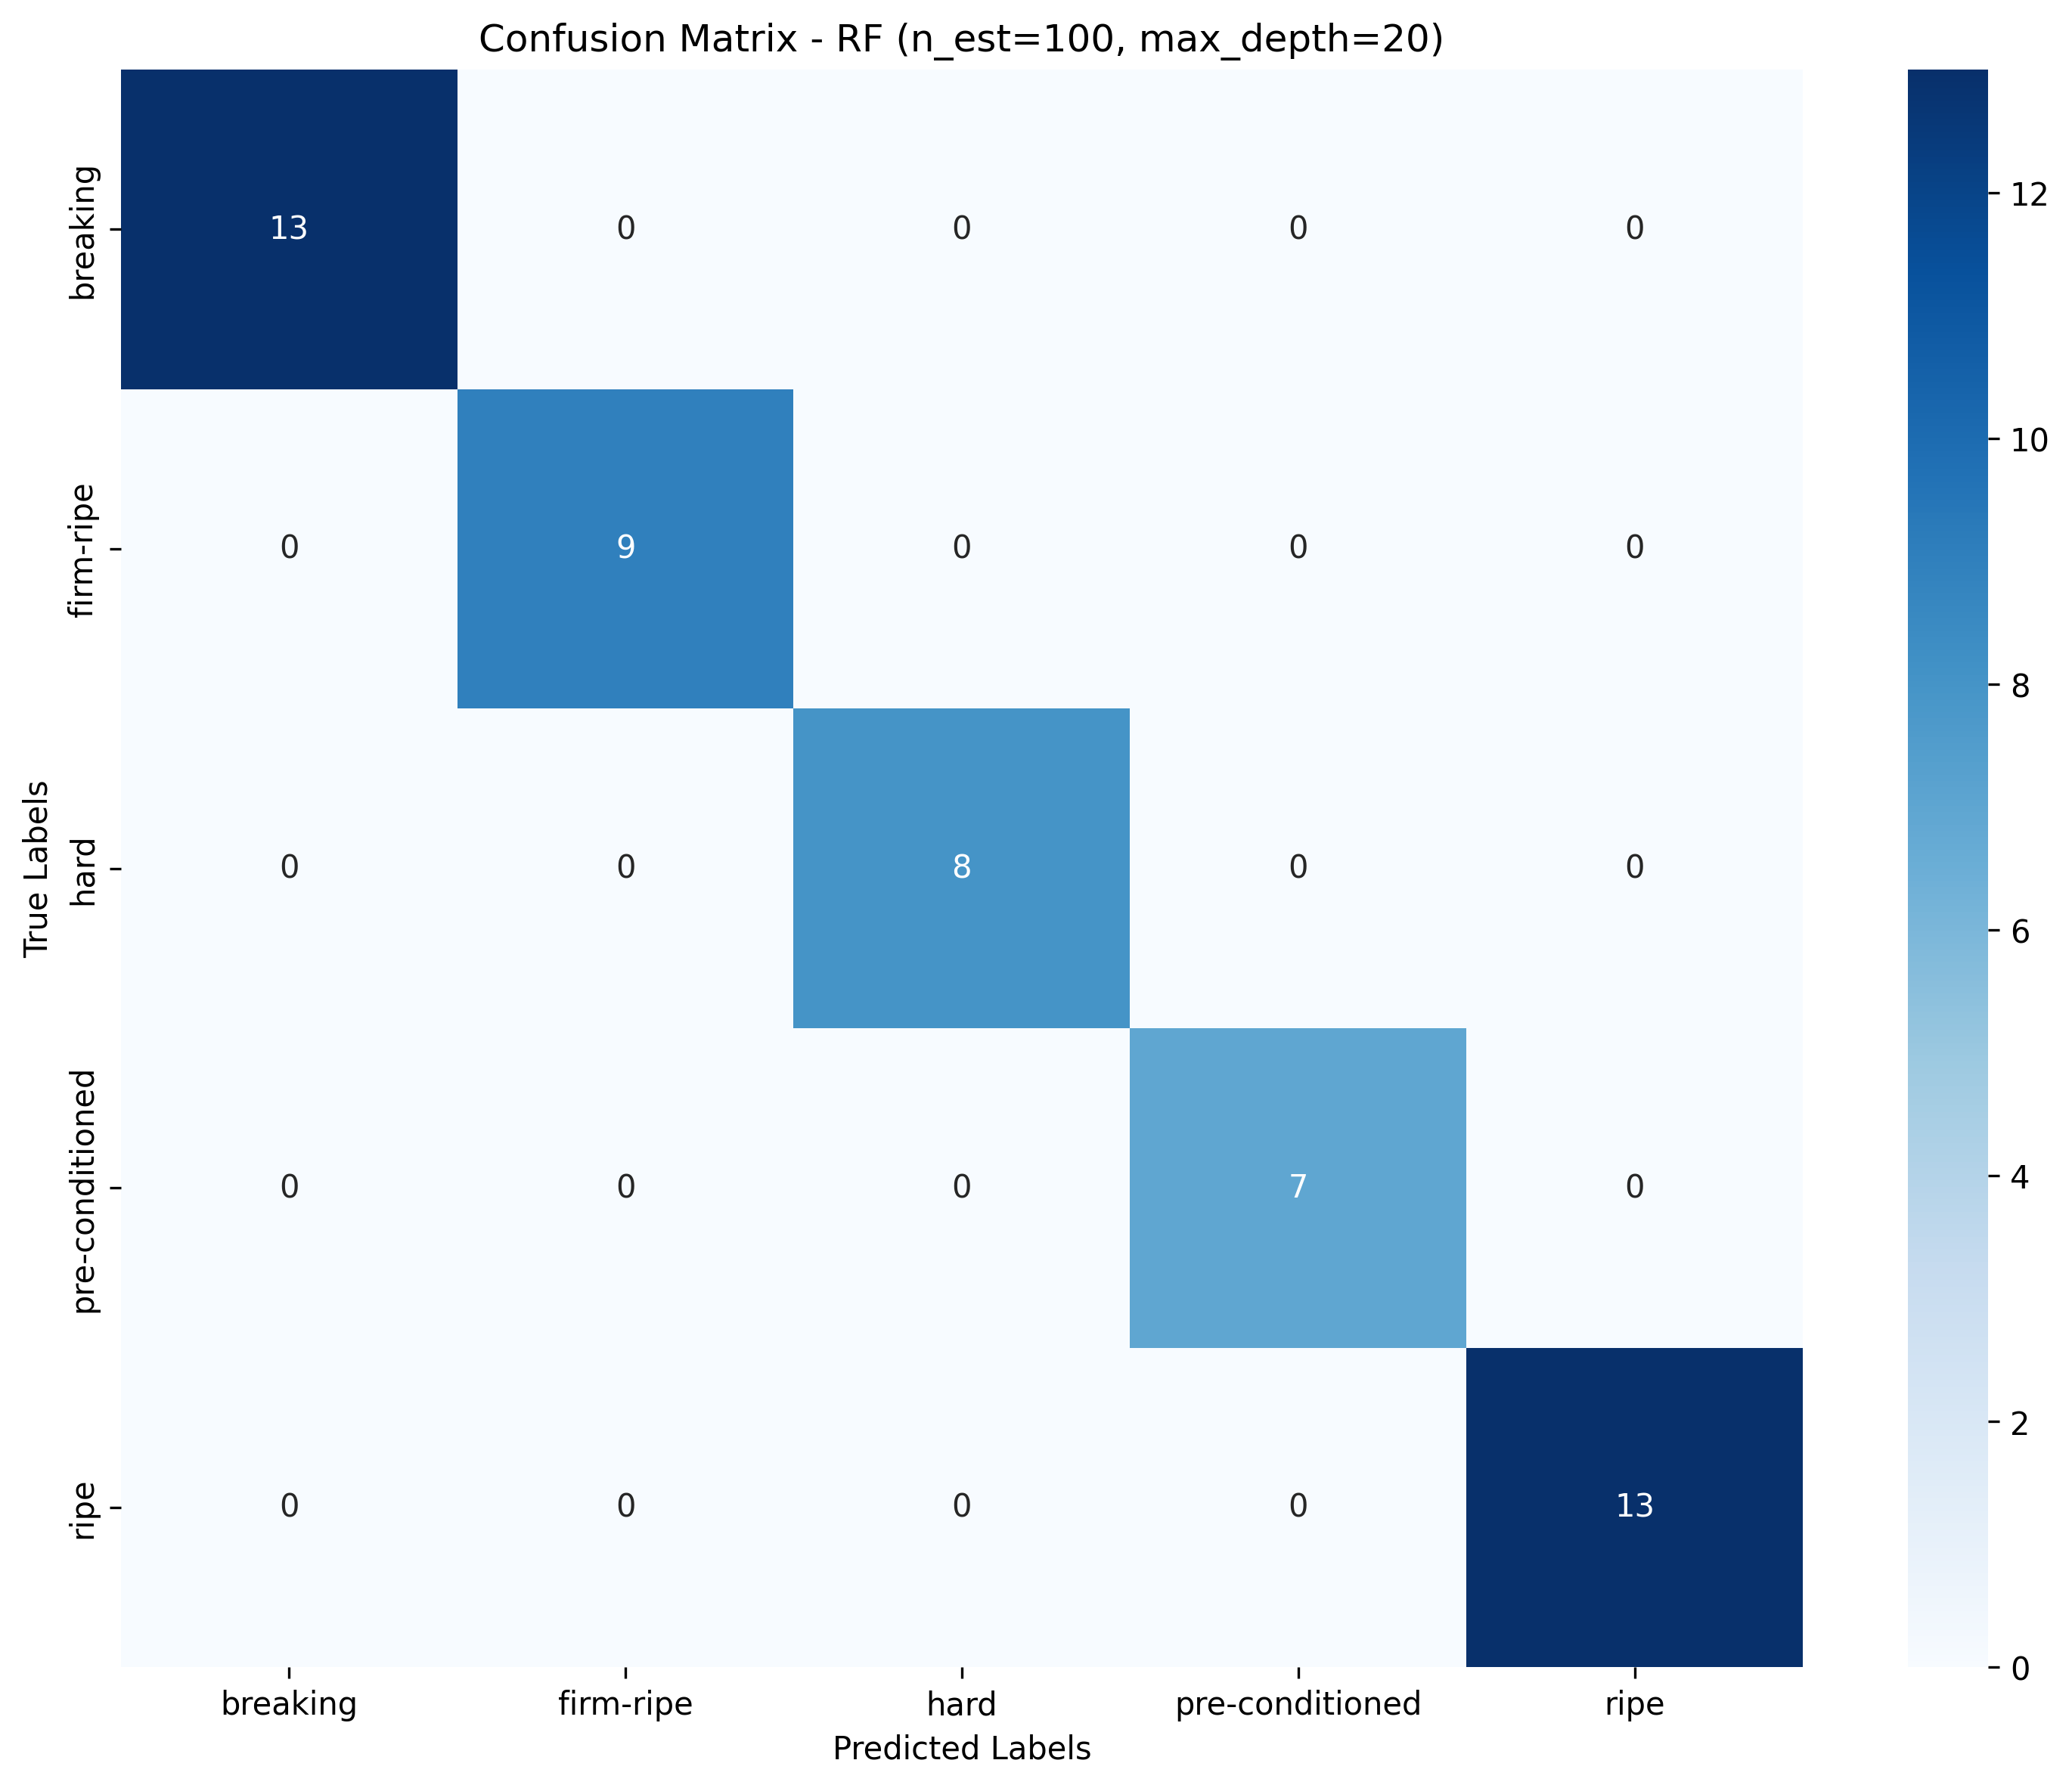 Confusion Matrix - RF (n_est=100, max_depth=20)
True Labels
breaking
13 0 0 0 0
firm-ripe
0 9 0 0 0
hard
0 0 8 0 0
pre-conditioned
0 0 0 7 0
ripe
0 0 0 0 13
breaking firm-ripe hard pre-conditioned ripe
Predicted Labels
12
10
8
6
4
2
0